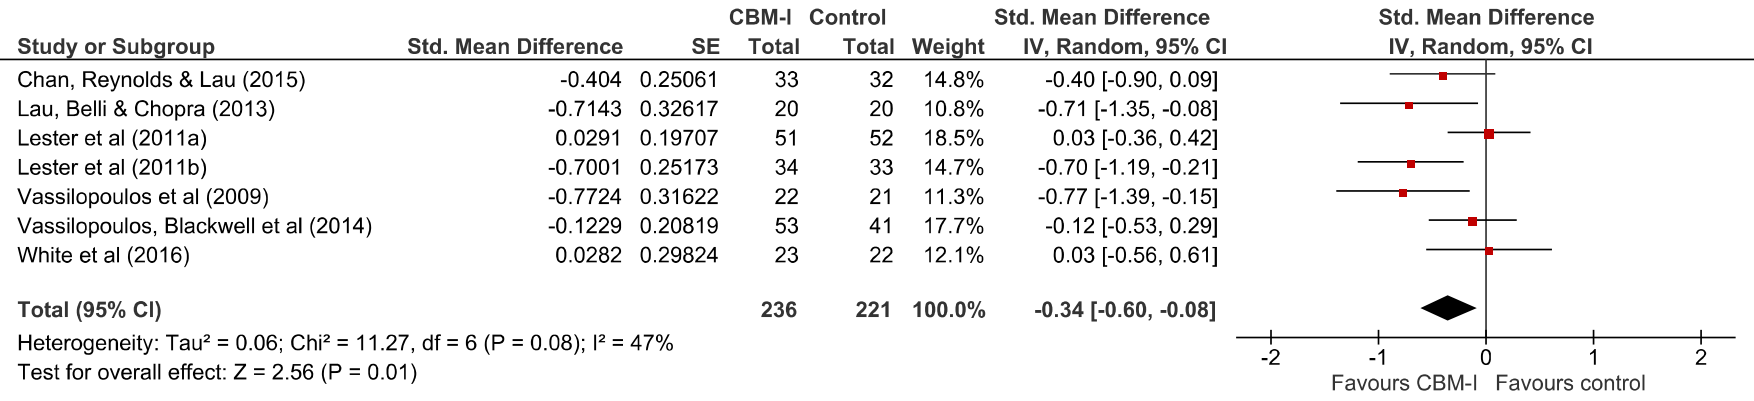 CBM-I Control Std. Mean Difference Std. Mean Difference
Study or Subgroup Std. Mean Difference SE Total Total Weight IV, Random, 95% CI IV, Random, 95% CI
Chan, Reynolds & Lau (2015) -0.404 0.25061 33 32 14.8% -0.40 [-0.90, 0.09]
Lau, Belli & Chopra (2013) -0.7143 0.32617 20 20 10.8% -0.71 [-1.35, -0.08]
Lester et al (2011a) 0.0291 0.19707 51 52 18.5% 0.03 [-0.36, 0.42]
Lester et al (2011b) -0.7001 0.25173 34 33 14.7% -0.70 [-1.19, -0.21]
Vassilopoulos et al (2009) -0.7724 0.31622 22 21 11.3% -0.77 [-1.39, -0.15]
Vassilopoulos, Blackwell et al (2014) -0.1229 0.20819 53 41 17.7% -0.12 [-0.53, 0.29]
White et al (2016) 0.0282 0.29824 23 22 12.1% 0.03 [-0.56, 0.61]
Total (95% CI) 236 221 100.0% -0.34 [-0.60, -0.08]
Heterogeneity: Tau² = 0.06; Chi² = 11.27, df = 6 (P = 0.08); I² = 47%
Test for overall effect: Z = 2.56 (P = 0.01)
-2 -1 0 1 2
Favours CBM-I Favours control